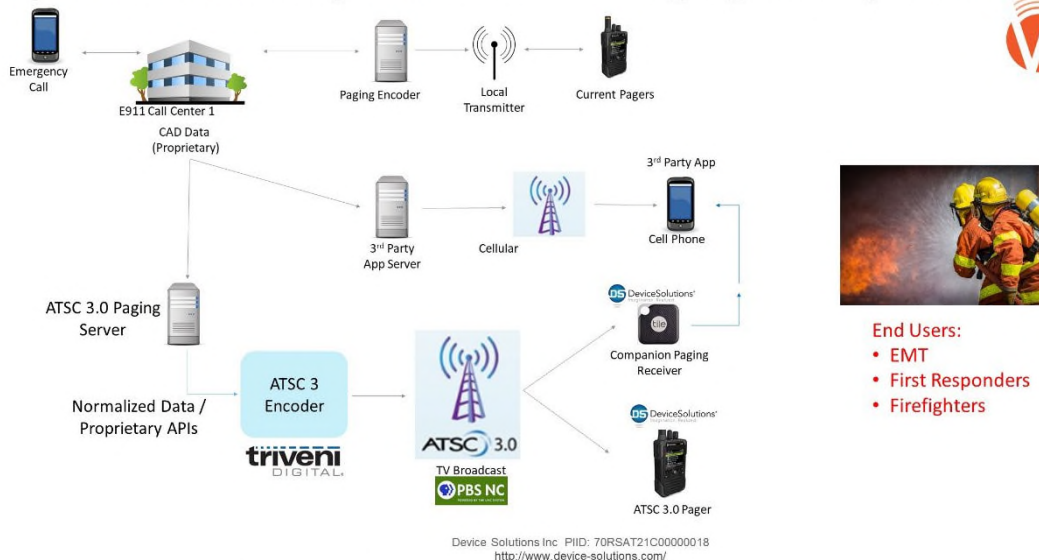 Emergency
Call
E911 Call Center 1
CAD Data
(Proprietary)
Paging Encoder
Local
Transmitter
Current Pagers
3rd Party
App Server
Cellular
3rd Party App
Cell Phone
ATSC 3.0 Paging
Server
Normalized Data /
Proprietary APIs
ATSC 3
Encoder
triveni
DIGITAL
ATSC 3.0
TV Broadcast
PBS NC
DS DeviceSolutions
tile
Companion Paging
Receiver
DS DeviceSolutions
ATSC 3.0 Pager
End Users:
• EMT
• First Responders
• Firefighters
Device Solutions Inc PIID: 70RSAT21C00000018
http://www.device-solutions.com/